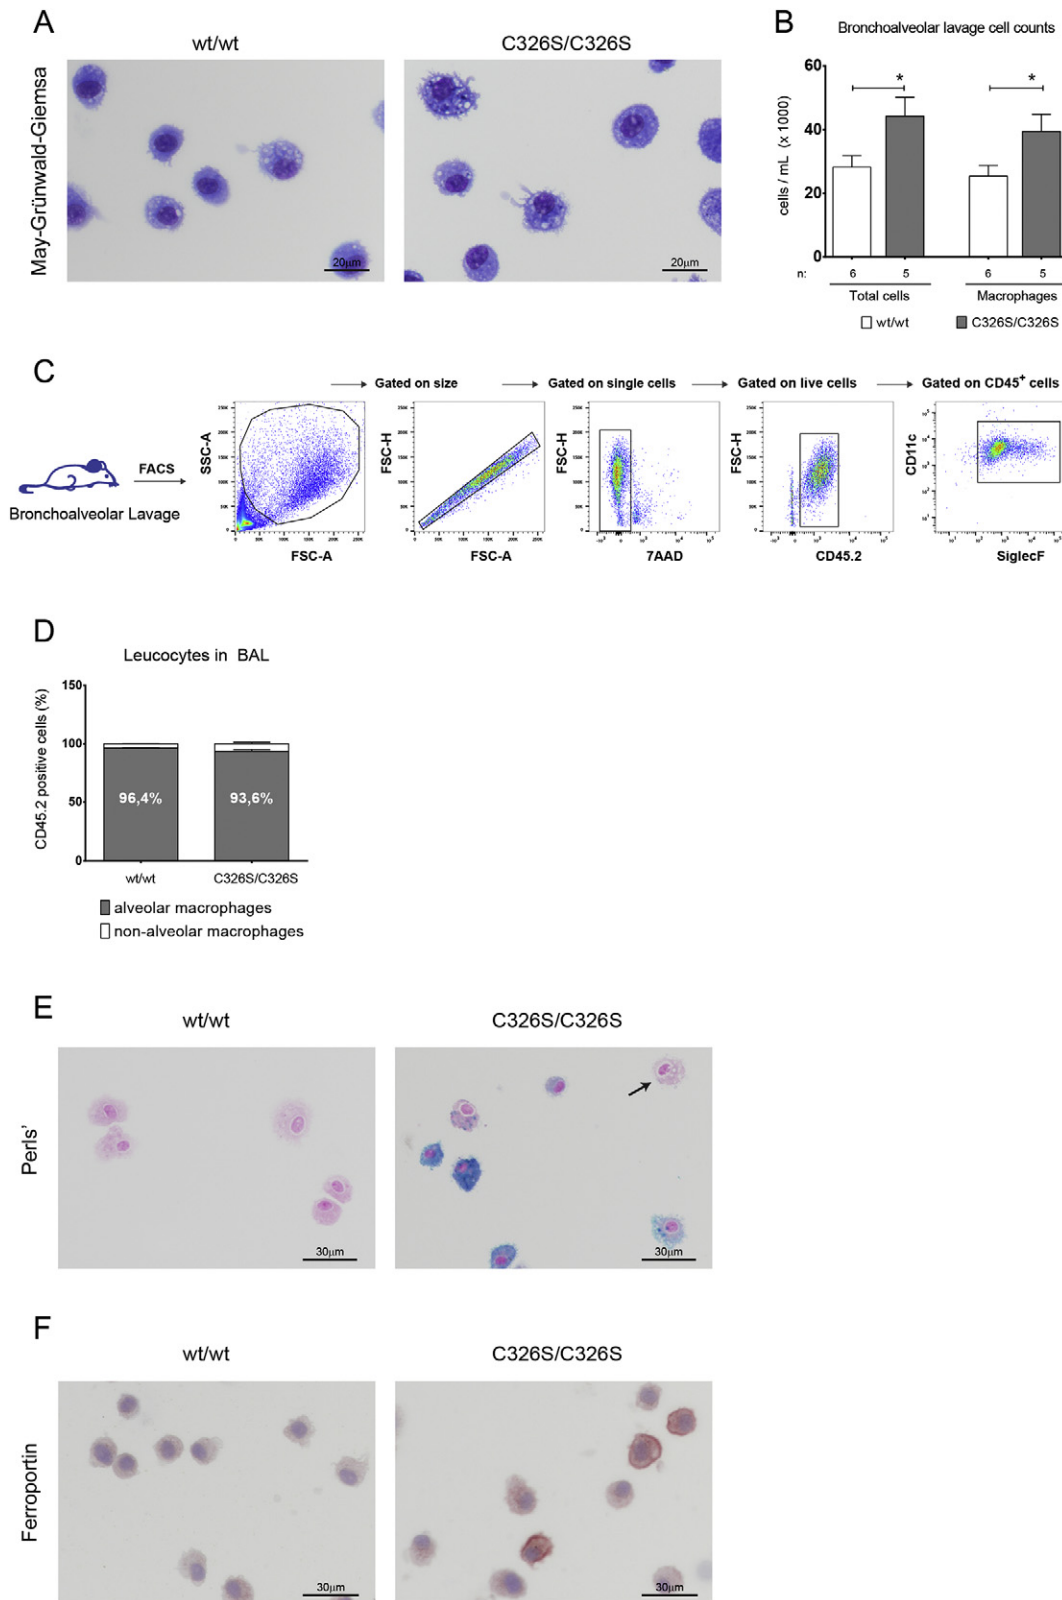 A
wt/wt
C326S/C326S
May-Grünwald-Giemsa
20µm
20µm
B
Bronchoalveolar lavage cell counts
cells / mL (x 1000)
60
40
20
0
*
*
n:
6
5
6
5
Total cells
Macrophages
wt/wt
C326S/C326S
C
Gated on size
Gated on single cells
Gated on live cells
Gated on CD45⁺ cells
FACS
Bronchoalveolar Lavage
SSC-A
FSC-A
FSC-H
FSC-A
FSC-H
7AAD
FSC-H
CD45.2
CD11c
SiglecF
D
Leucocytes in BAL
CD45.2 positive cells (%)
150
100
50
0
96,4%
93,6%
wt/wt
C326S/C326S
alveolar macrophages
non-alveolar macrophages
E
wt/wt
C326S/C326S
Perls'
30µm
30µm
F
wt/wt
C326S/C326S
Ferroportin
30µm
30µm